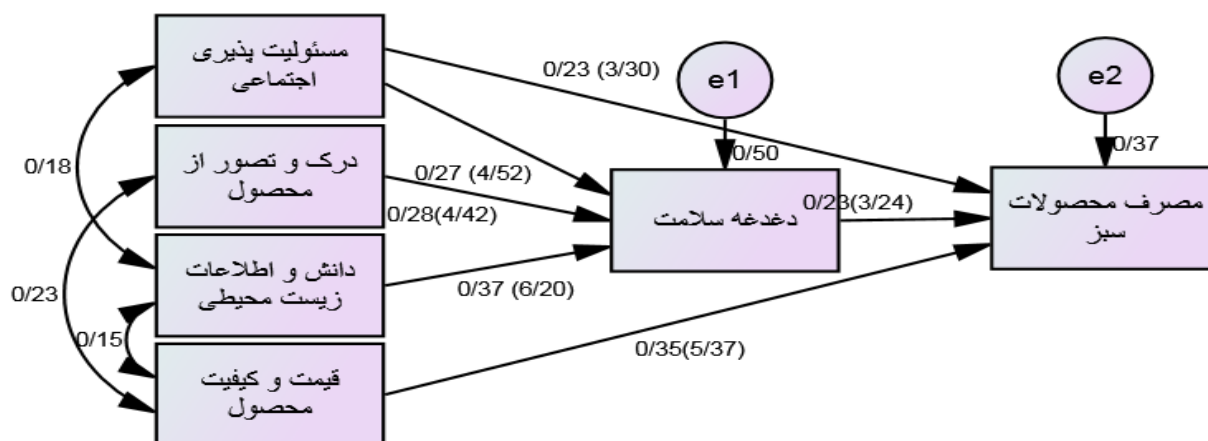 مسئولیت پذیری
اجتماعی
درک و تصور از
محصول
دانش و اطلاعات
زیست محیطی
قیمت و کیفیت
محصول
0/18
0/23
0/15
0/23 (3/30)
0/27 (4/52)
0/28(4/42)
0/37 (6/20)
0/35(5/37)
e1
0/50
دغدغه سلامت
0/23(3/24)
e2
0/37
مصرف محصولات
سبز